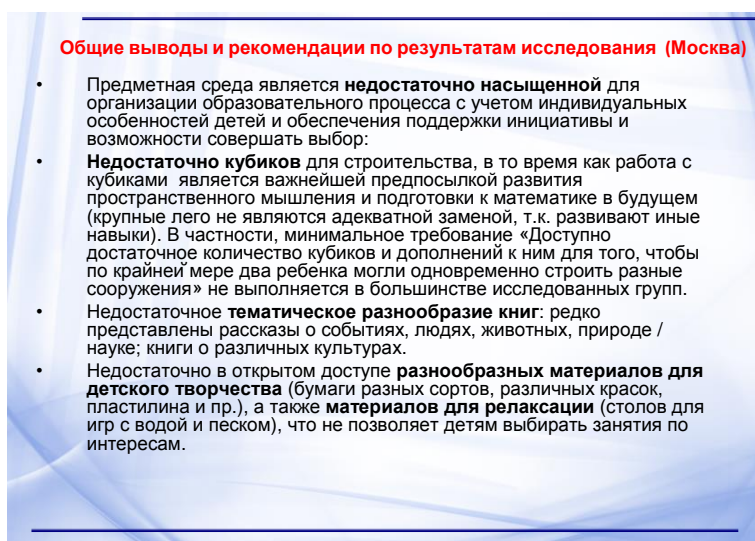 Общие выводы и рекомендации по результатам исследования (Москва)
• Предметная среда является недостаточно насыщенной для
организации образовательного процесса с учетом индивидуальных
особенностей детей и обеспечения поддержки инициативы и
возможности совершать выбор:
• Недостаточно кубиков для строительства, в то время как работа с
кубиками является важнейшей предпосылкой развития
пространственного мышления и подготовки к математике в будущем
(крупные лего не являются адекватной заменой, т.к. развивают иные
навыки). В частности, минимальное требование «Доступно
достаточное количество кубиков и дополнений к ним для того, чтобы
по крайней мере два ребенка могли одновременно строить разные
сооружения» не выполняется в большинстве исследованных групп.
• Недостаточное тематическое разнообразие книг: редко
представлены рассказы о событиях, людях, животных, природе /
науке; книги о различных культурах.
• Недостаточно в открытом доступе разнообразных материалов для
детского творчества (бумаги разных сортов, различных красок,
пластилина и пр.), а также материалов для релаксации (столов для
игр с водой и песком), что не позволяет детям выбирать занятия по
интересам.